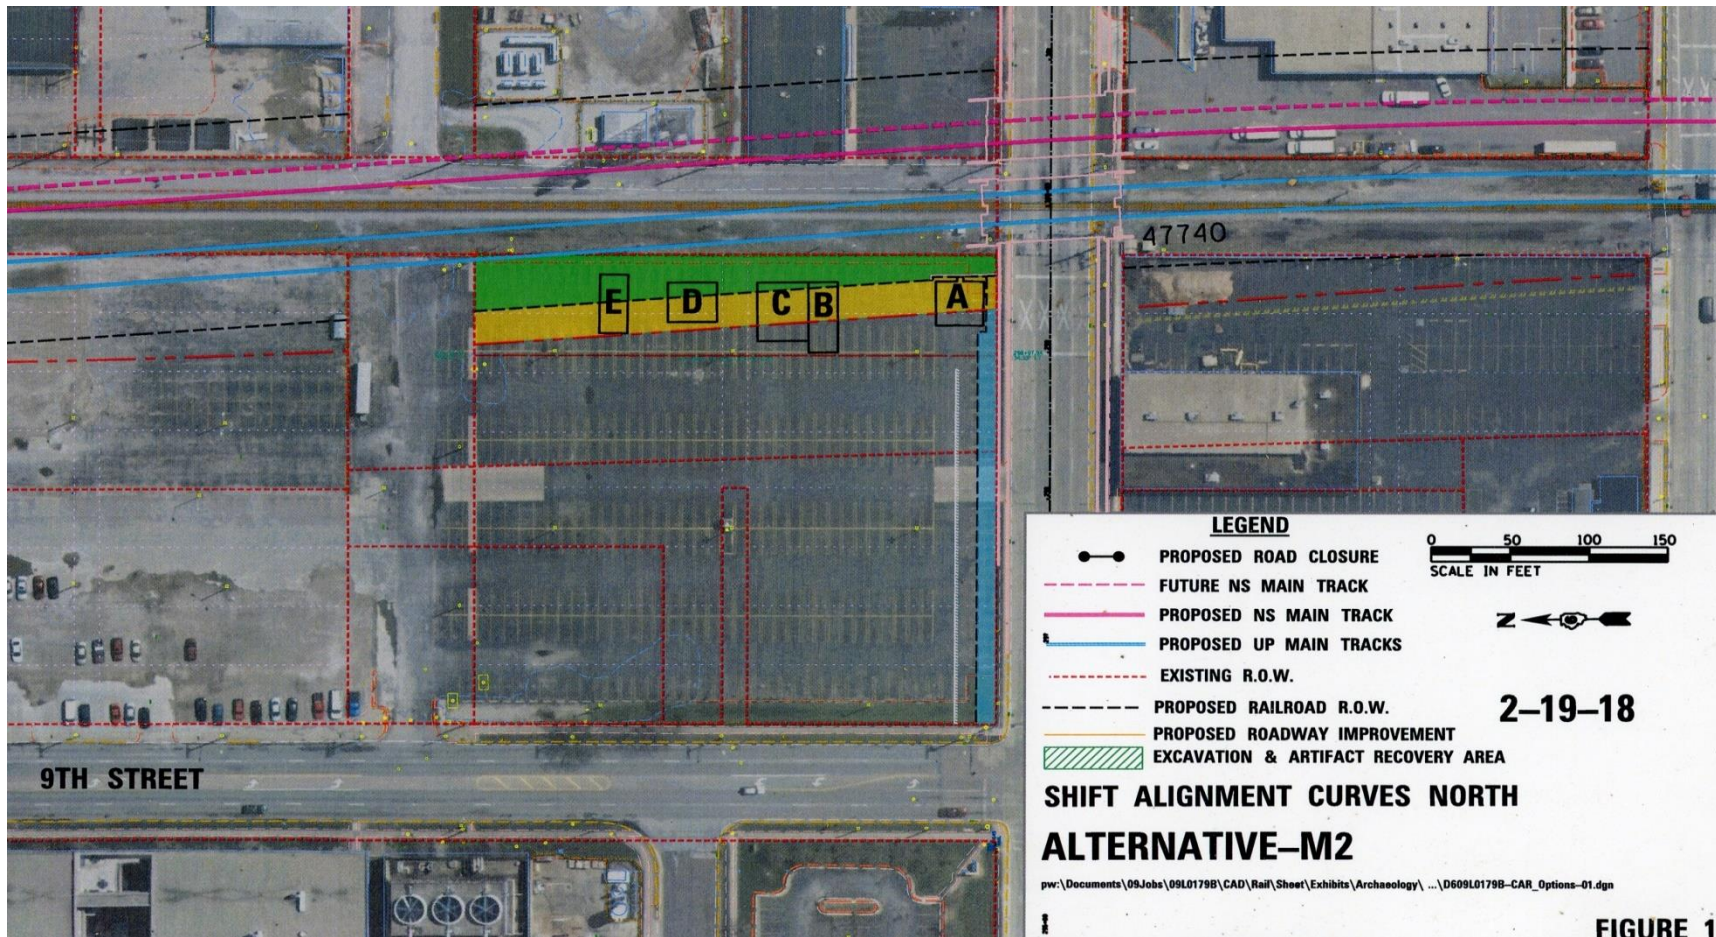 47740
E
D
C
B
A
LEGEND
PROPOSED ROAD CLOSURE
FUTURE NS MAIN TRACK
PROPOSED NS MAIN TRACK
PROPOSED UP MAIN TRACKS
EXISTING R.O.W.
PROPOSED RAILROAD R.O.W.
PROPOSED ROADWAY IMPROVEMENT
EXCAVATION & ARTIFACT RECOVERY AREA
0 50 100 150
SCALE IN FEET
N
2–19–18
9TH STREET
SHIFT ALIGNMENT CURVES NORTH
ALTERNATIVE–M2
pw:\Documents\09Jobs\09L0179B\CAD\Rail\Sheet\Exhibits\Archaeology\ ...\D609L0179B–CAR_Options–01.dgn
FIGURE 1